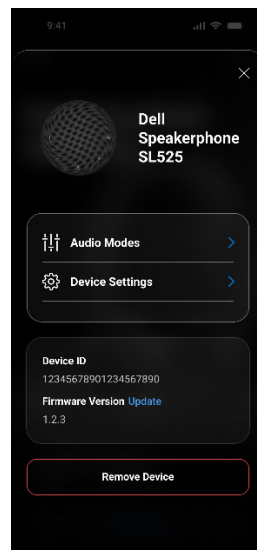 9:41
Dell
Speakerphone
SL525
Audio Modes
Device Settings
Device ID
12345678901234567890
Firmware Version Update
1.2.3
Remove Device